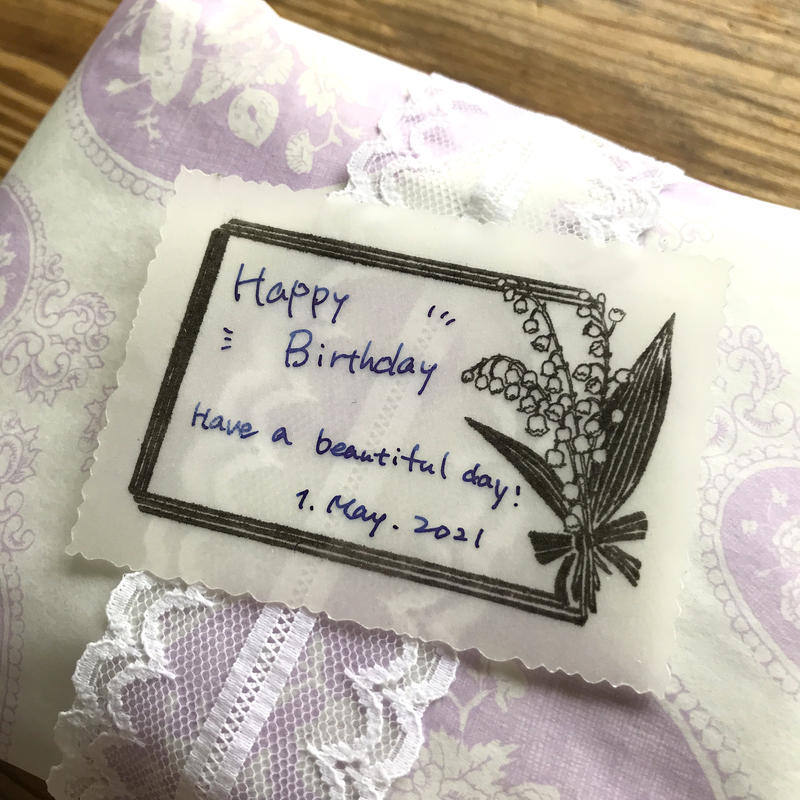 Happy
Birthday
Have a beautiful day!
1. May. 2021